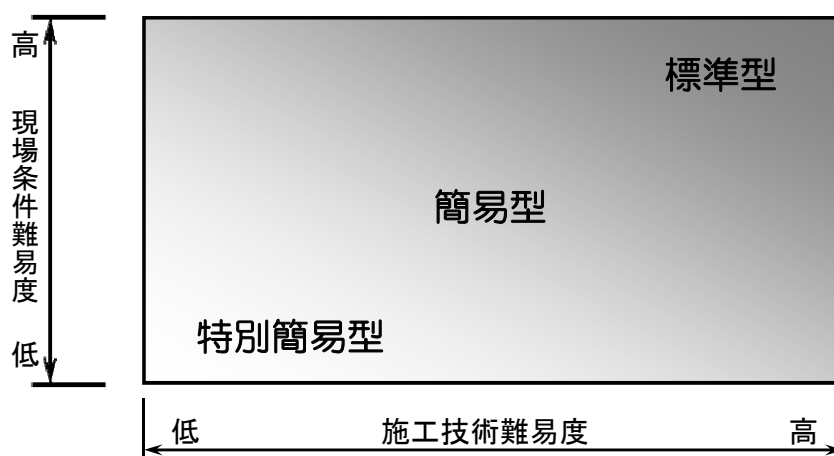 高
現場条件難易度
低
標準型
簡易型
特別簡易型
低
施工技術難易度
高